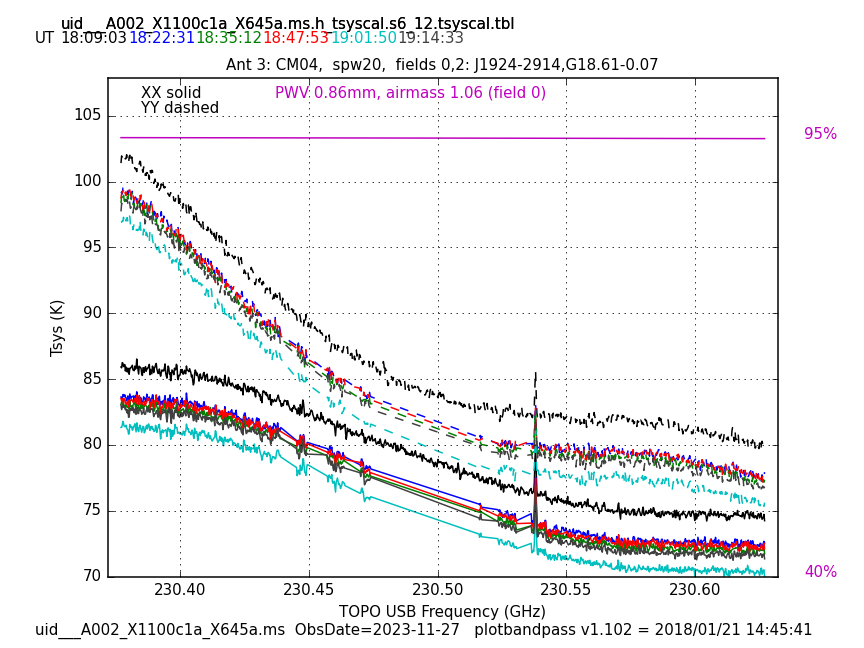 uid___A002_X1100c1a_X645a.ms.h_tsyscal.s6_12.tsyscal.tbl
UT 18:09:03 18:22:31 18:35:12 18:47:53 19:01:50 19:14:33
Ant 3: CM04,  spw20,  fields 0,2: J1924-2914,G18.61-0.07
XX solid
YY dashed
PWV 0.86mm, airmass 1.06 (field 0)
95%
40%
105
100
95
90
85
80
75
70
Tsys (K)
230.40 230.45 230.50 230.55 230.60
TOPO USB Frequency (GHz)
uid___A002_X1100c1a_X645a.ms  ObsDate=2023-11-27   plotbandpass v1.102 = 2018/01/21 14:45:41